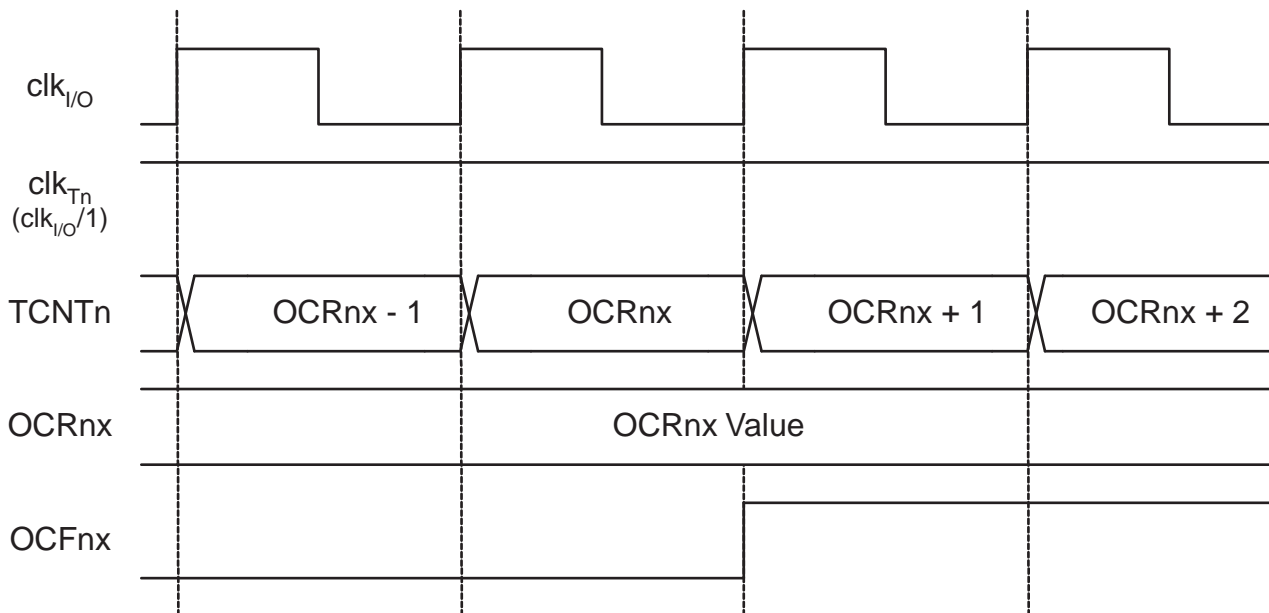 clkI/O
clkTn
(clkI/O/1)
TCNTn OCRnx - 1 OCRnx OCRnx + 1 OCRnx + 2
OCRnx OCRnx Value
OCFnx